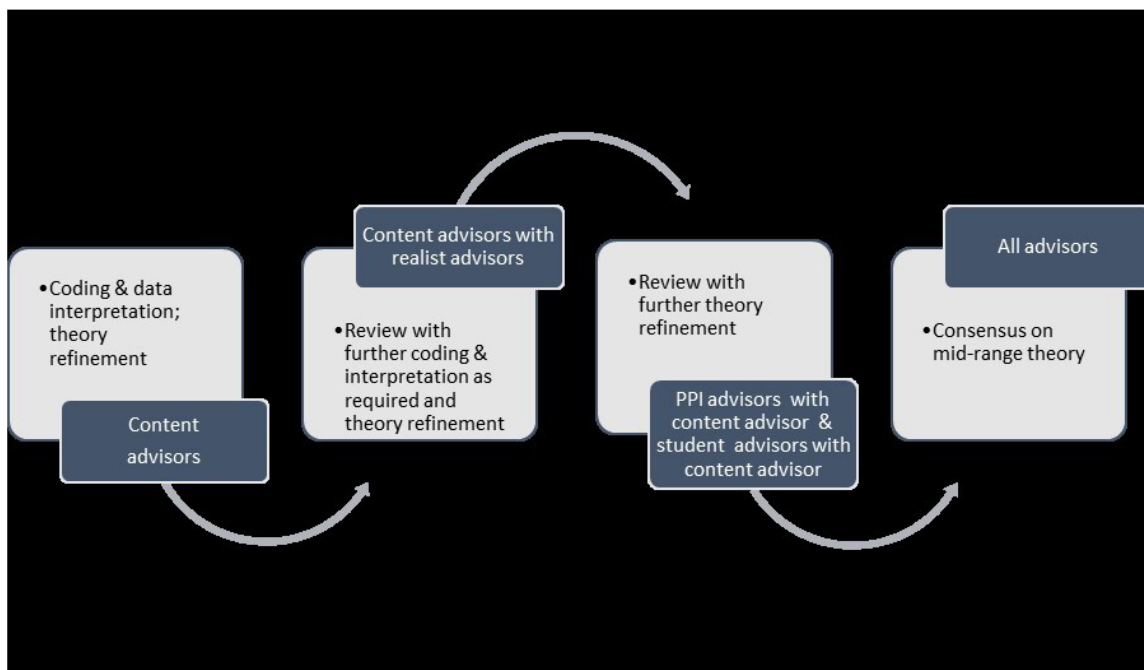 •Coding & data
interpretation;
theory
refinement
Content
advisors
Content advisors with
realist advisors
•Review with
further coding &
interpretation as
required and
theory refinement
•Review with
further theory
refinement
PPI advisors with
content advisor &
student advisors with
content advisor
All advisors
•Consensus on
mid-range theory